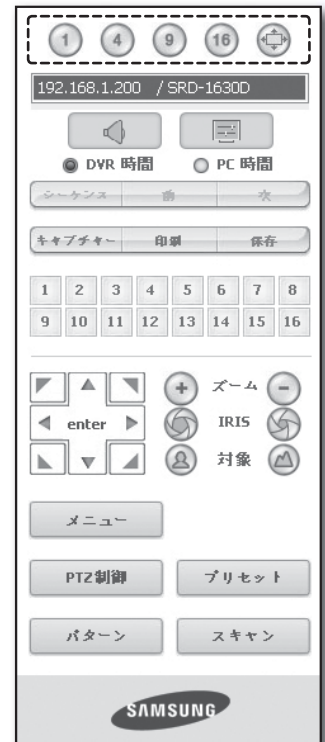 1 4 9 16
192.168.1.200 / SRD-1630D
DVR 時間 PC 時間
シーケンス 前 次
キャプチャー 印刷 保存
1 2 3 4 5 6 7 8
9 10 11 12 13 14 15 16
ズーム
enter IRIS
対象
メニュー
PTZ制御 プリセット
パターン スキャン
SAMSUNG